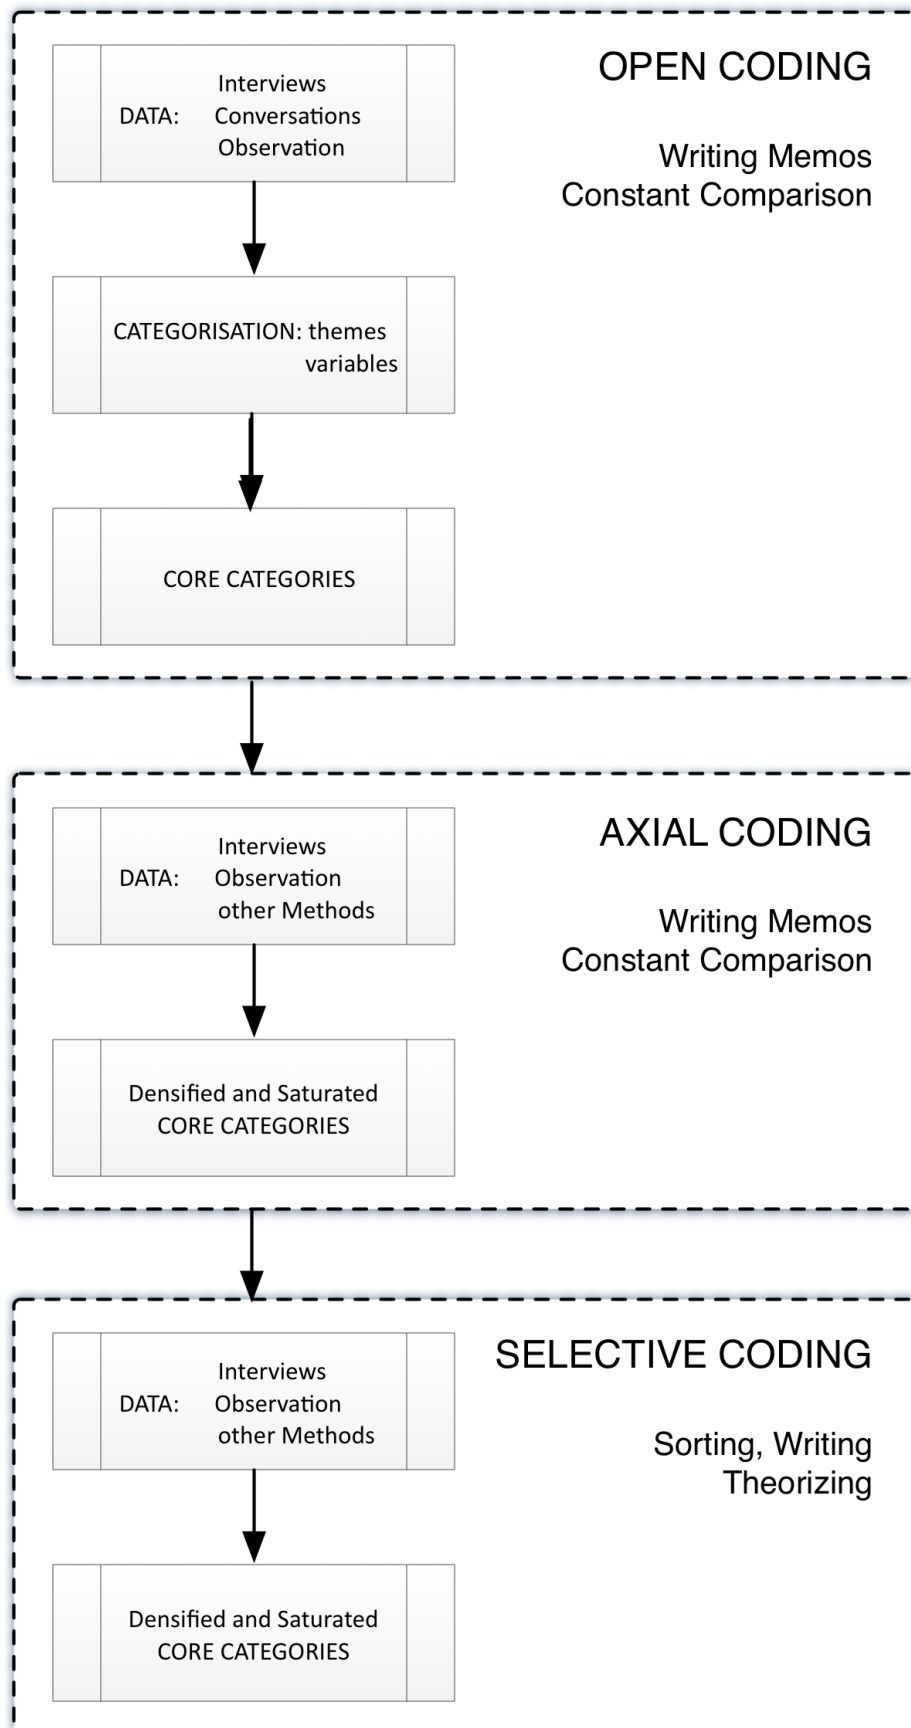 OPEN CODING
Writing Memos
Constant Comparison
Interviews
DATA: Conversations
Observation
CATEGORISATION: themes
variables
CORE CATEGORIES
AXIAL CODING
Writing Memos
Constant Comparison
Interviews
DATA: Observation
other Methods
Densified and Saturated
CORE CATEGORIES
SELECTIVE CODING
Sorting, Writing
Theorizing
Interviews
DATA: Observation
other Methods
Densified and Saturated
CORE CATEGORIES